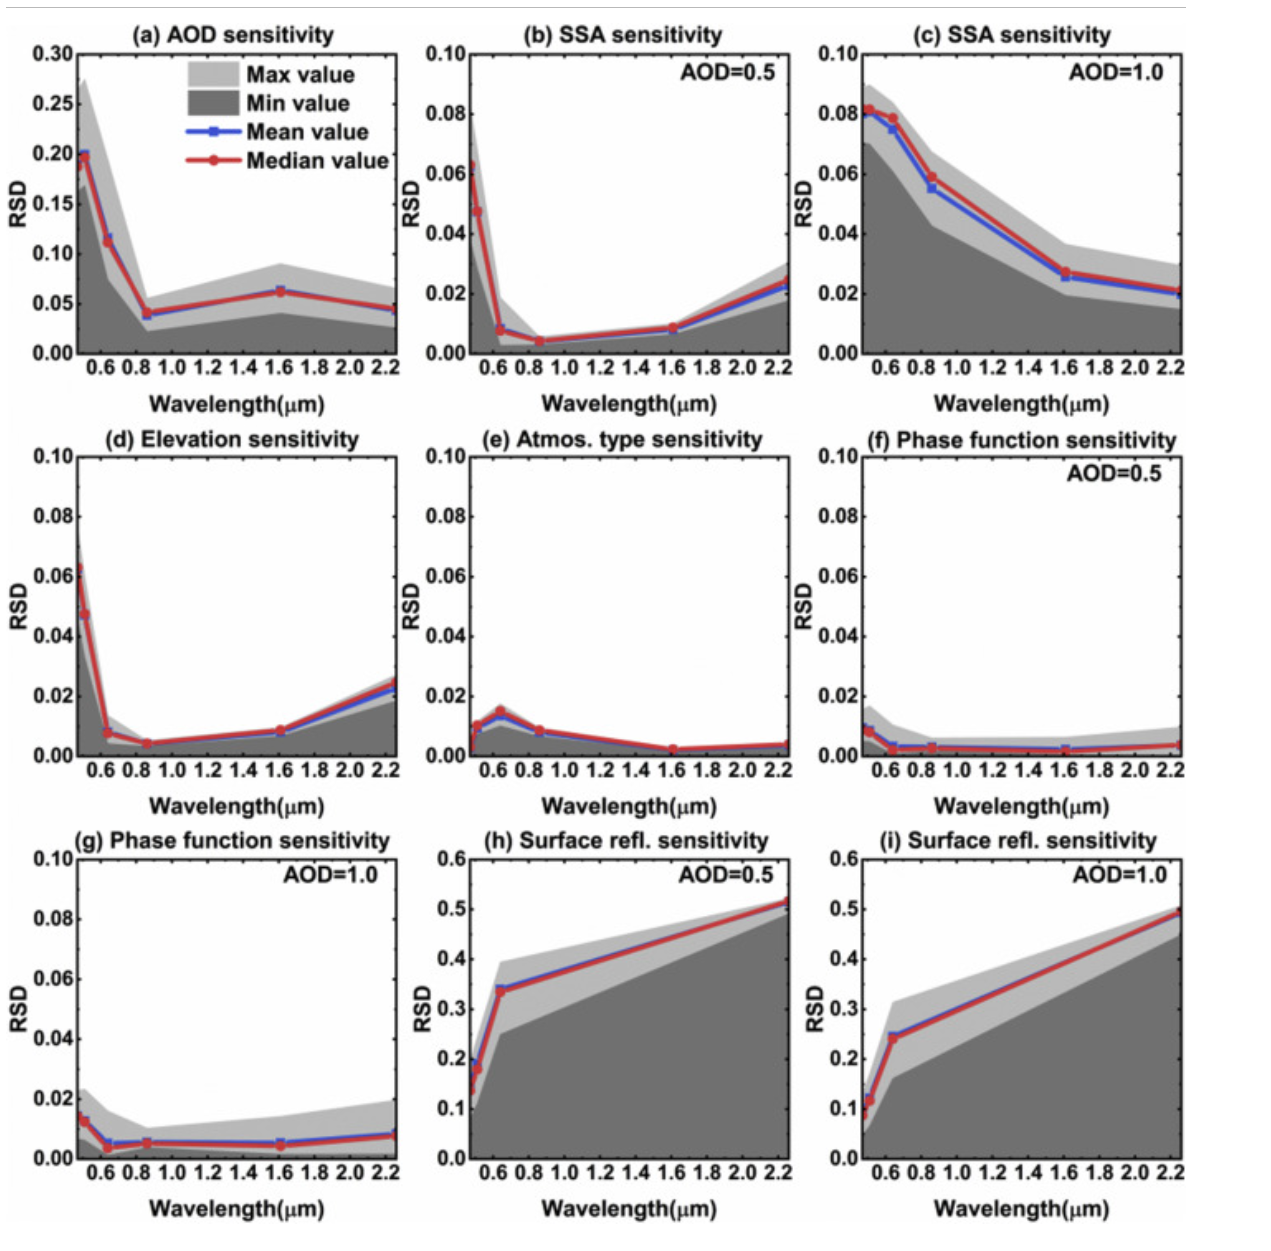 (a) AOD sensitivity
0.30
0.25
0.20
0.15
0.10
0.05
0.00
RSD
Max value
Min value
Mean value
Median value
0.6 0.8 1.0 1.2 1.4 1.6 1.8 2.0 2.2
Wavelength(μm)
(b) SSA sensitivity
AOD=0.5
0.10
0.08
0.06
0.04
0.02
0.00
RSD
0.6 0.8 1.0 1.2 1.4 1.6 1.8 2.0 2.2
Wavelength(μm)
(c) SSA sensitivity
AOD=1.0
0.10
0.08
0.06
0.04
0.02
0.00
RSD
0.6 0.8 1.0 1.2 1.4 1.6 1.8 2.0 2.2
Wavelength(μm)
(d) Elevation sensitivity
0.10
0.08
0.06
0.04
0.02
0.00
RSD
0.6 0.8 1.0 1.2 1.4 1.6 1.8 2.0 2.2
Wavelength(μm)
(e) Atmos. type sensitivity
0.10
0.08
0.06
0.04
0.02
0.00
RSD
0.6 0.8 1.0 1.2 1.4 1.6 1.8 2.0 2.2
Wavelength(μm)
(f) Phase function sensitivity
AOD=0.5
0.10
0.08
0.06
0.04
0.02
0.00
RSD
0.6 0.8 1.0 1.2 1.4 1.6 1.8 2.0 2.2
Wavelength(μm)
(g) Phase function sensitivity
AOD=1.0
0.10
0.08
0.06
0.04
0.02
0.00
RSD
0.6 0.8 1.0 1.2 1.4 1.6 1.8 2.0 2.2
Wavelength(μm)
(h) Surface refl. sensitivity
AOD=0.5
0.6
0.5
0.4
0.3
0.2
0.1
0.0
RSD
0.6 0.8 1.0 1.2 1.4 1.6 1.8 2.0 2.2
Wavelength(μm)
(i) Surface refl. sensitivity
AOD=1.0
0.6
0.5
0.4
0.3
0.2
0.1
0.0
RSD
0.6 0.8 1.0 1.2 1.4 1.6 1.8 2.0 2.2
Wavelength(μm)